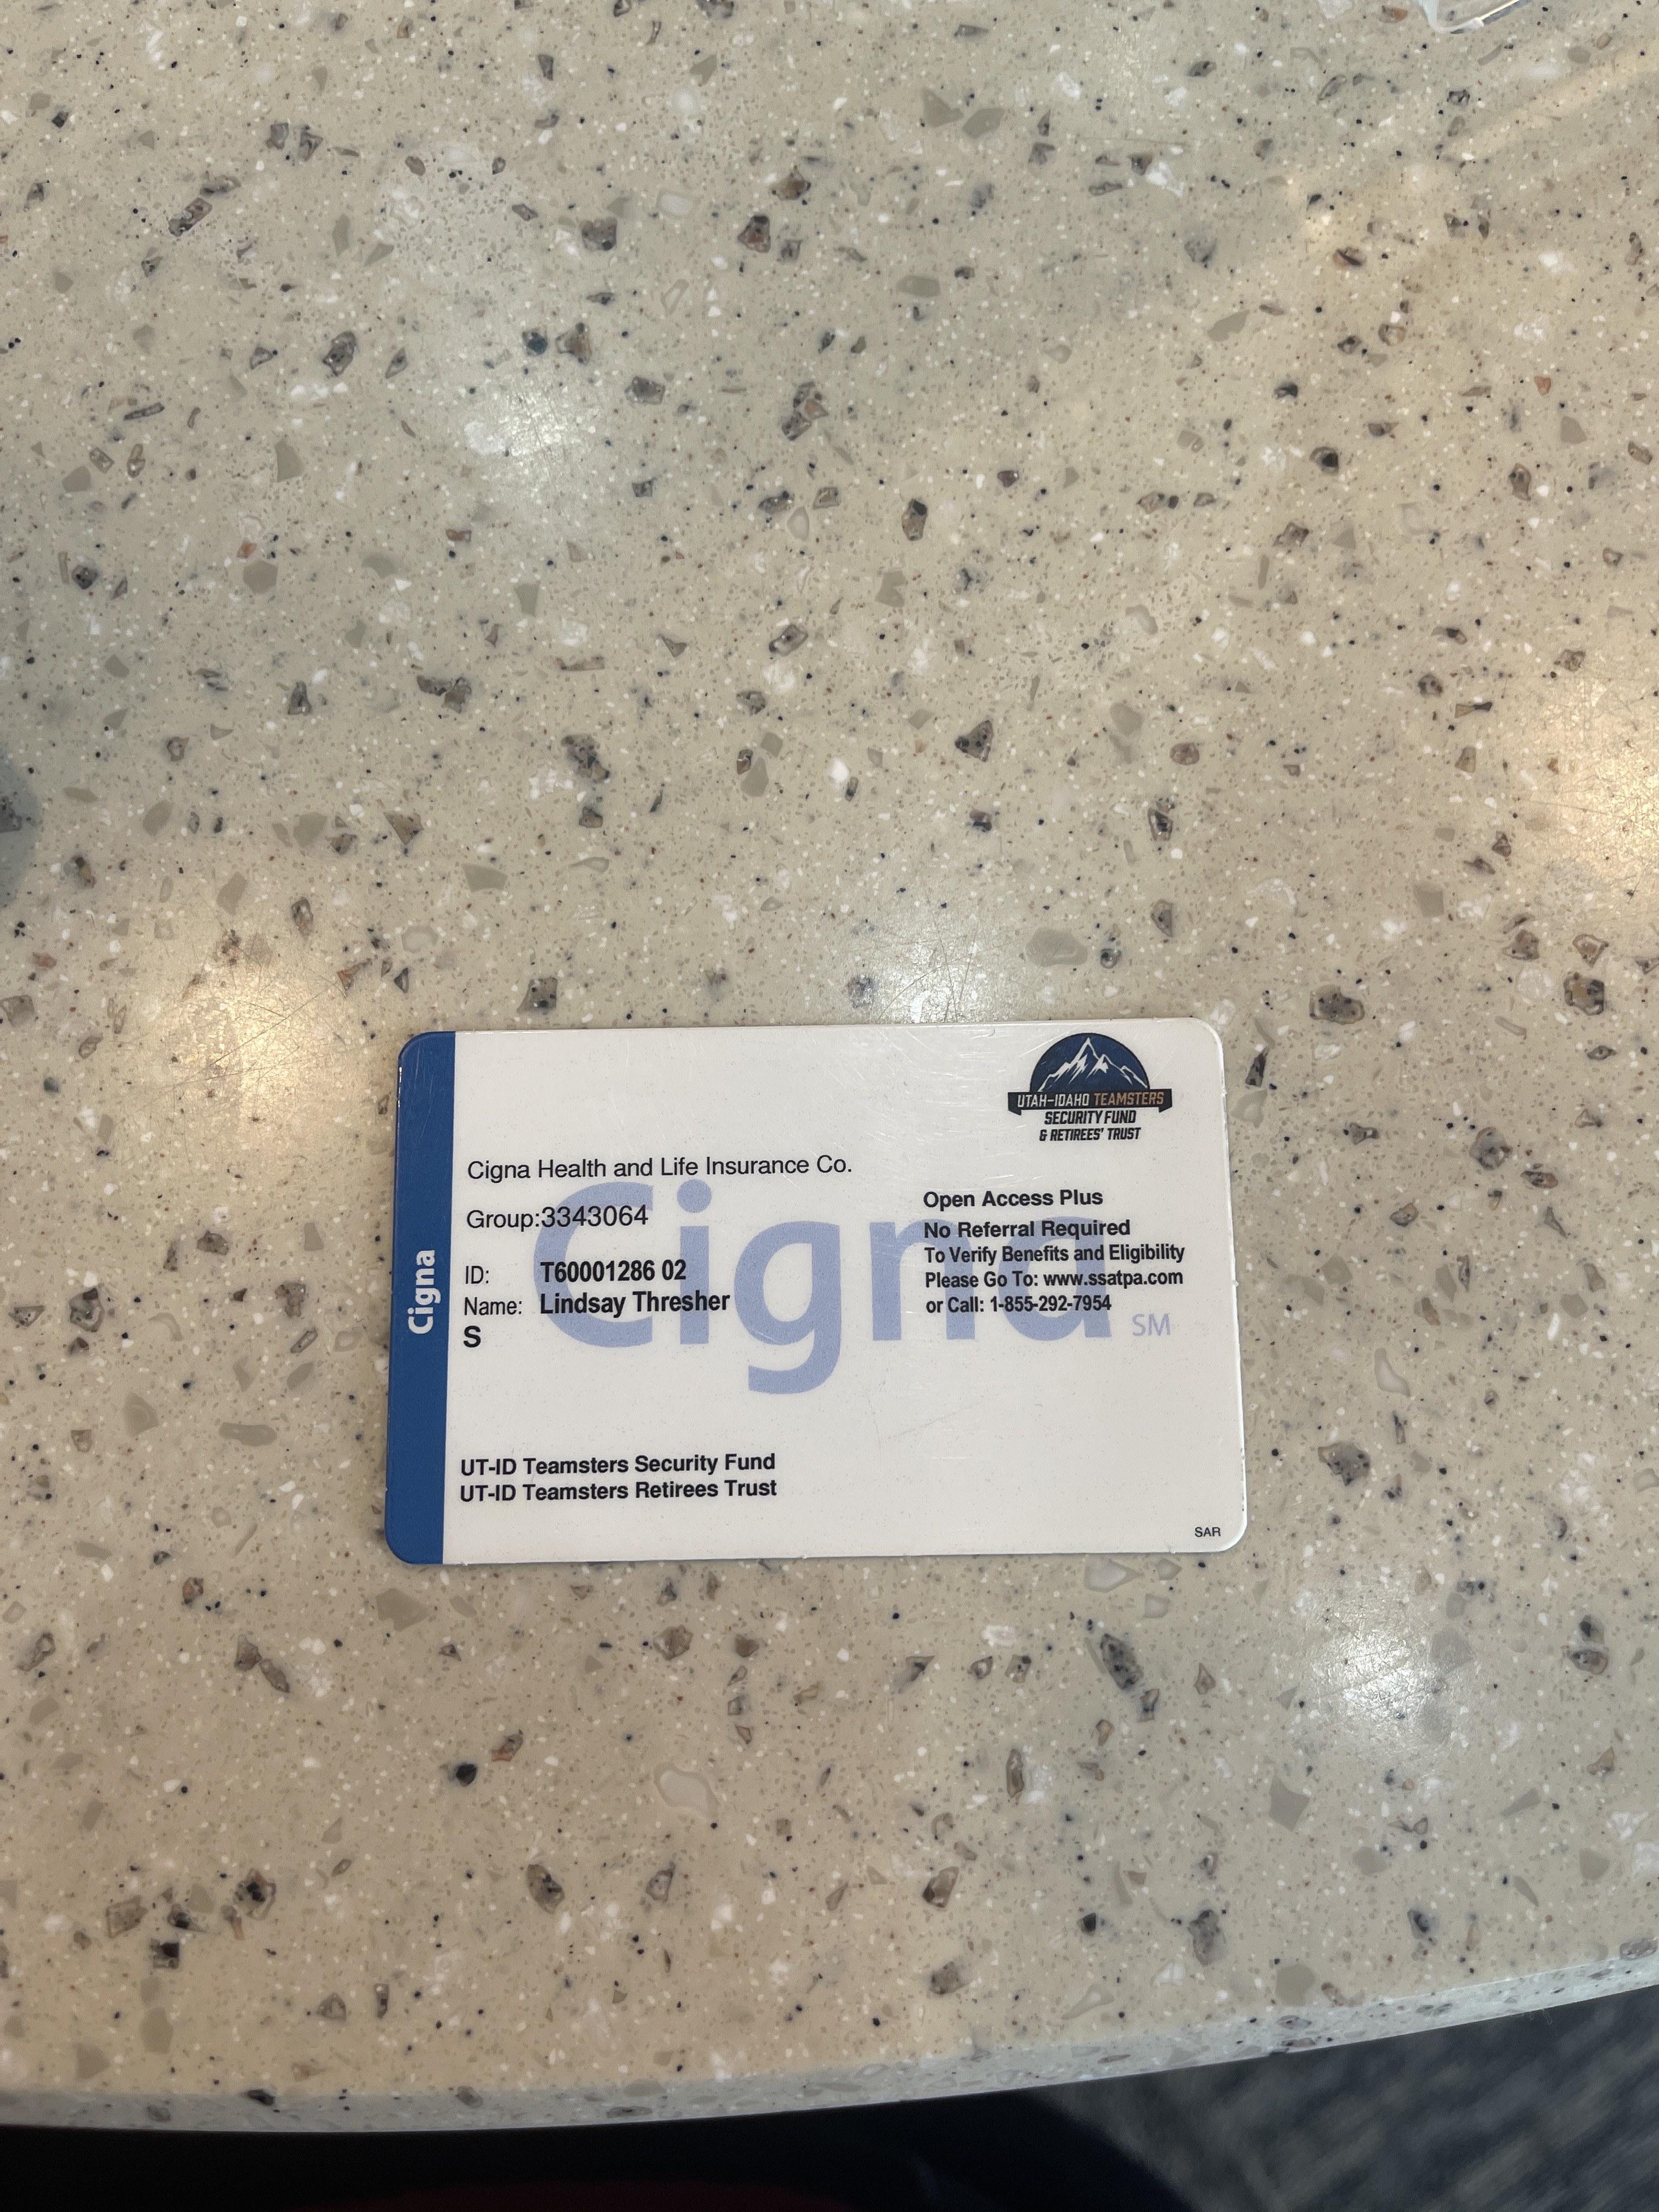 UTAH-IDAHO TEAMSTERS
SECURITY FUND
& RETIREES' TRUST
Cigna
Cigna Health and Life Insurance Co.
Group:3343064
ID: T60001286 02
Name: Lindsay Thresher
S
Open Access Plus
No Referral Required
To Verify Benefits and Eligibility
Please Go To: www.ssatpa.com
or Call: 1-855-292-7954
Cigna SM
UT-ID Teamsters Security Fund
UT-ID Teamsters Retirees Trust
SAR